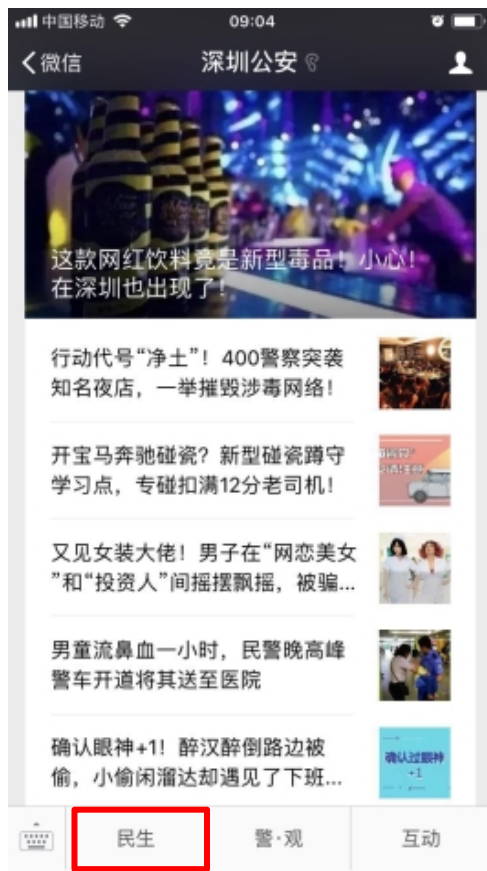 中国移动 09:04
微信 深圳公安
这款网红饮料竟是新型毒品！小心！
在深圳也出现了！
行动代号“净土”！400警察突袭
知名夜店，一举摧毁涉毒网络！
开宝马奔驰碰瓷？新型碰瓷蹲守
学习点，专碰扣满12分老司机！
又见女装大佬！男子在“网恋美女
”和“投资人”间摇摆飘摇，被骗...
男童流鼻血一小时，民警晚高峰
警车开道将其送至医院
确认眼神+1！醉汉醉倒路边被
偷，小偷闲溜达却遇见了下班...
确认过眼神
+1
民生 警·观 互动